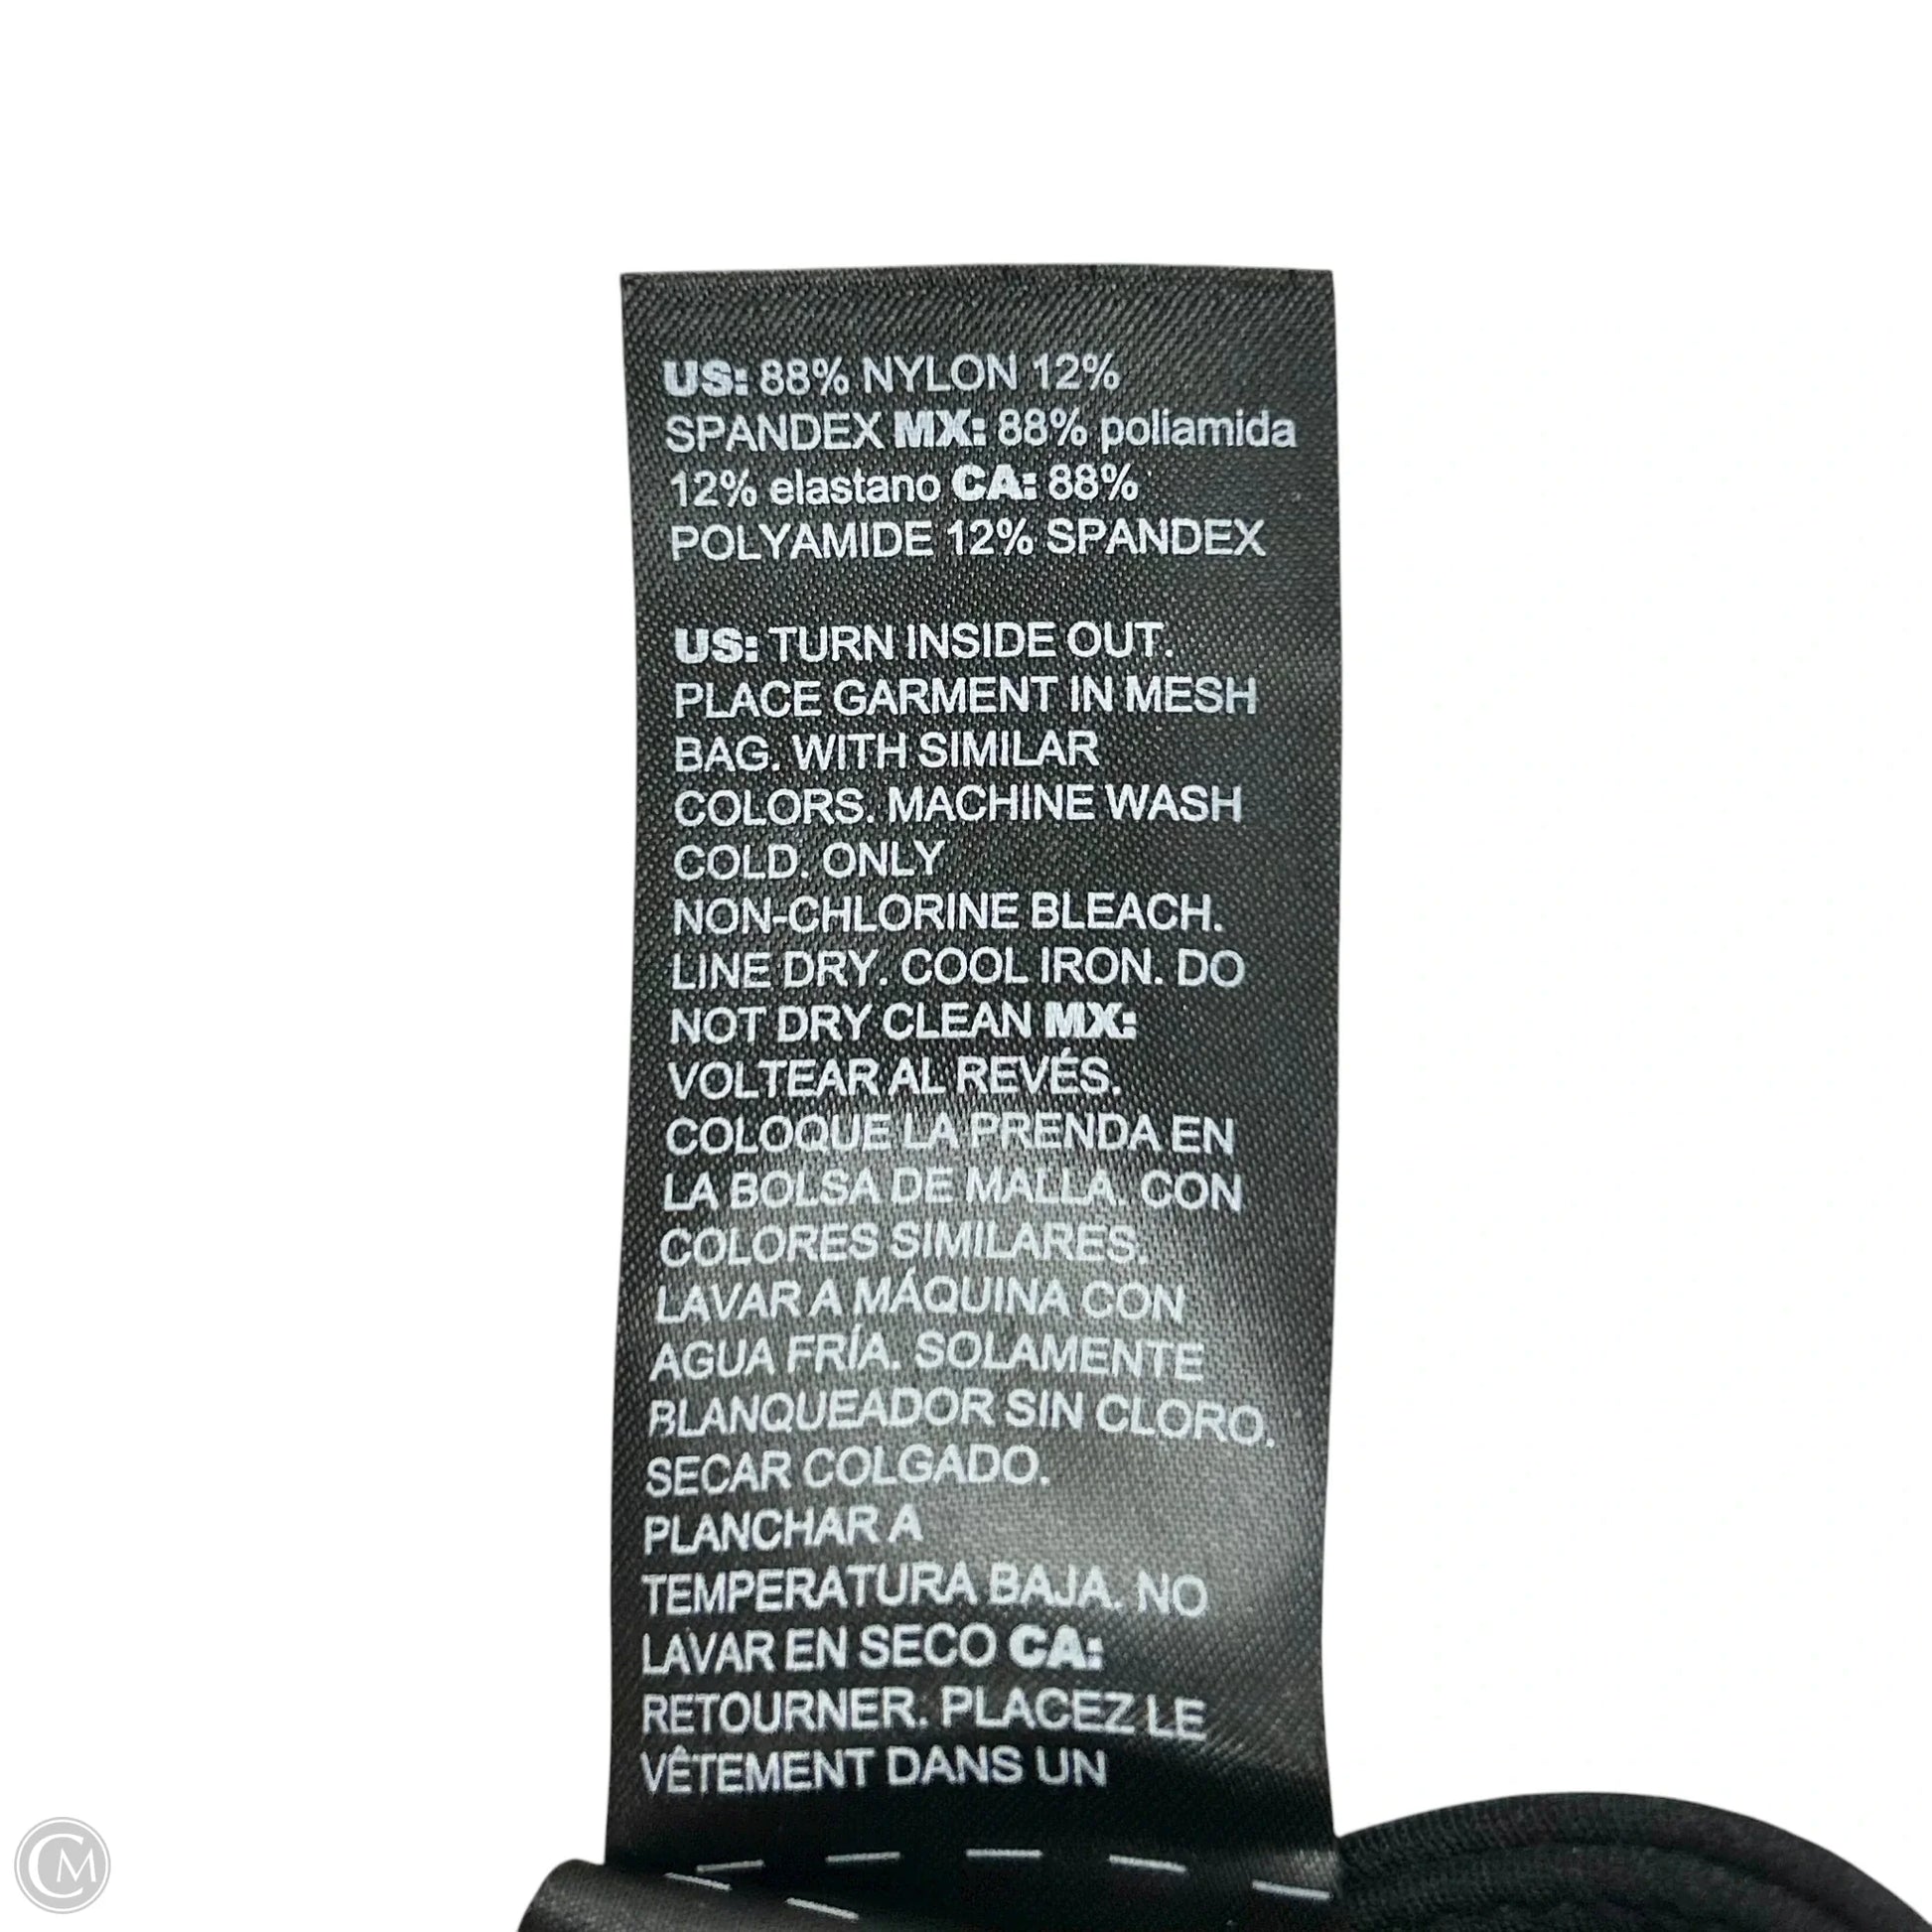 US: 88% NYLON 12%
SPANDEX MX: 88% poliamida
12% elastano CA: 88%
POLYAMIDE 12% SPANDEX
US: TURN INSIDE OUT.
PLACE GARMENT IN MESH
BAG. WITH SIMILAR
COLORS. MACHINE WASH
COLD. ONLY
NON-CHLORINE BLEACH.
LINE DRY. COOL IRON. DO
NOT DRY CLEAN MX:
VOLTEAR AL REVÉS.
COLOQUE LA PRENDA EN
LA BOLSA DE MALLA. CON
COLORES SIMILARES.
LAVAR A MÁQUINA CON
AGUA FRÍA. SOLAMENTE
BLANQUEADOR SIN CLORO.
SECAR COLGADO.
PLANCHAR A
TEMPERATURA BAJA. NO
LAVAR EN SECO CA:
RETOURNER. PLACEZ LE
VÊTEMENT DANS UN
CM